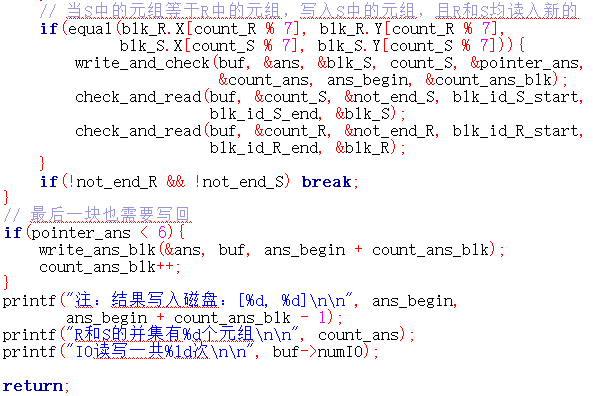 // 当S中的元组等于R中的元组，写入S中的元组，且R和S均读入新的
if(equal(blk_R.X[count_R % 7], blk_R.Y[count_R % 7],
blk_S.X[count_S % 7], blk_S.Y[count_S % 7])){
write_and_check(buf, &ans, &blk_S, count_S, &pointer_ans,
&count_ans, ans_begin, &count_ans_blk);
check_and_read(buf, &count_S, &not_end_S, blk_id_S_start,
blk_id_S_end, &blk_S);
check_and_read(buf, &count_R, &not_end_R, blk_id_R_start,
blk_id_R_end, &blk_R);
}
if(!not_end_R && !not_end_S) break;
}
// 最后一块也需要写回
if(pointer_ans < 6){
write_ans_blk(&ans, buf, ans_begin + count_ans_blk);
count_ans_blk++;
}
printf("注：结果写入磁盘：[%d, %d]\n\n", ans_begin,
ans_begin + count_ans_blk - 1);
printf("R和S的并集有%d个元组\n\n", count_ans);
printf("IO读写一共%ld次\n\n", buf->numIO);
return;